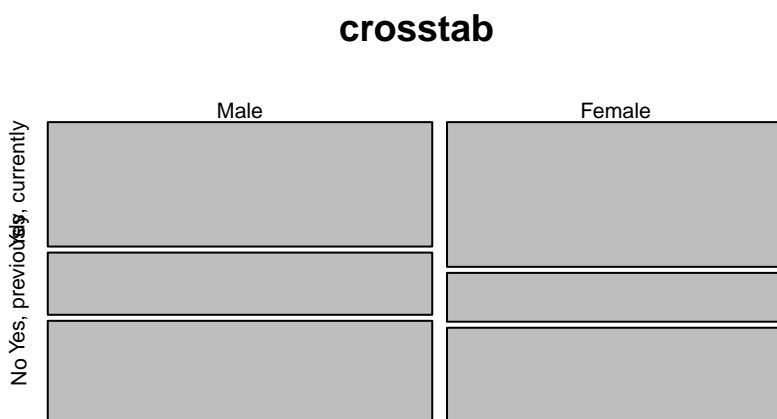 crosstab
Male
Female
Yes, currently
Yes, previously
No